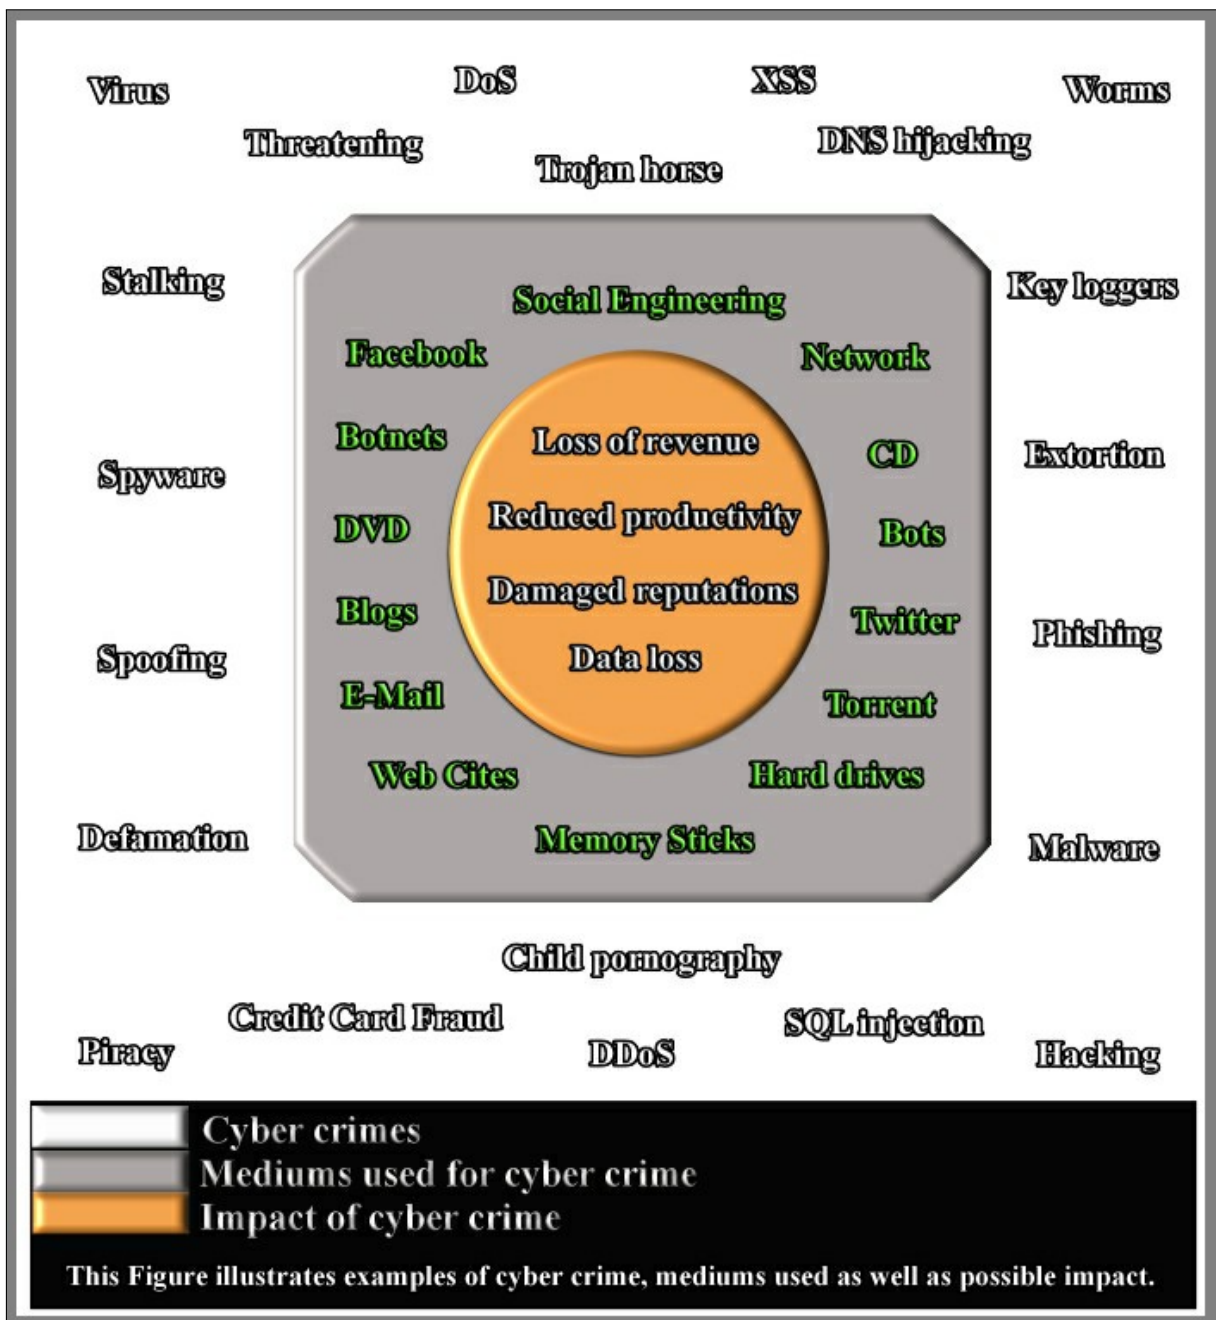 Virus
DoS
XSS
Worms
Threatening
Trojan horse
DNS hijacking
Stalking
Key loggers
Social Engineering
Facebook
Network
Botnets
Loss of revenue
CD
Extortion
Spyware
DVD
Reduced productivity
Bots
Blogs
Damaged reputations
Twitter
Phishing
Spoofing
Data loss
E-Mail
Torrent
Web Cites
Hard drives
Defamation
Memory Sticks
Malware
Child pornography
Credit Card Fraud
SQL injection
Piracy
DDoS
Hacking
Cyber crimes
Mediums used for cyber crime
Impact of cyber crime
This Figure illustrates examples of cyber crime, mediums used as well as possible impact.